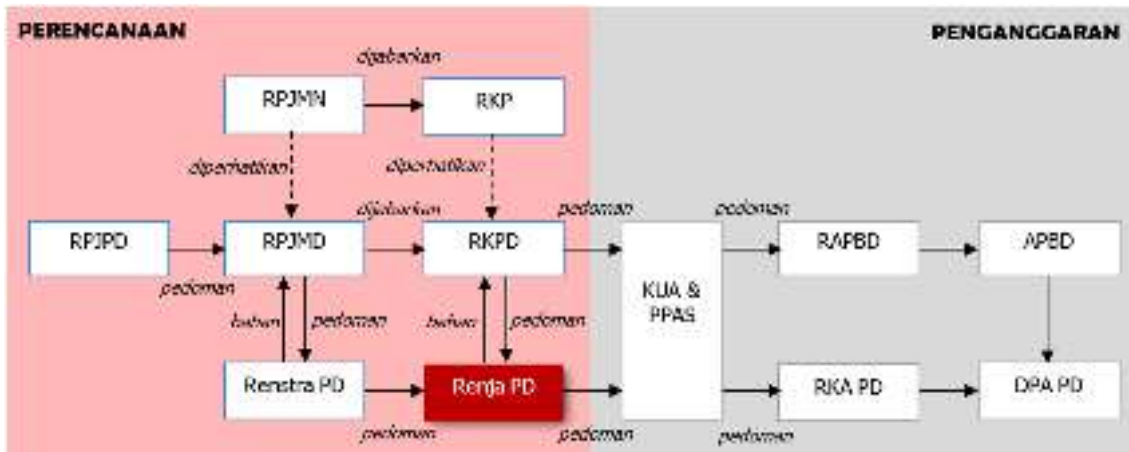 PERENCANAAN
PENGANGGARAN
dijabarkan
RPJMN
RKP
diperhatikan
diperhatikan
dijabarkan
pedoman
pedoman
RPJPD
RPJMD
RKPD
RAPBD
APBD
pedoman
KUA &
PPAS
bahan
pedoman
bahan
pedoman
Renstra PD
Renja PD
RKA PD
DPA PD
pedoman
pedoman
pedoman